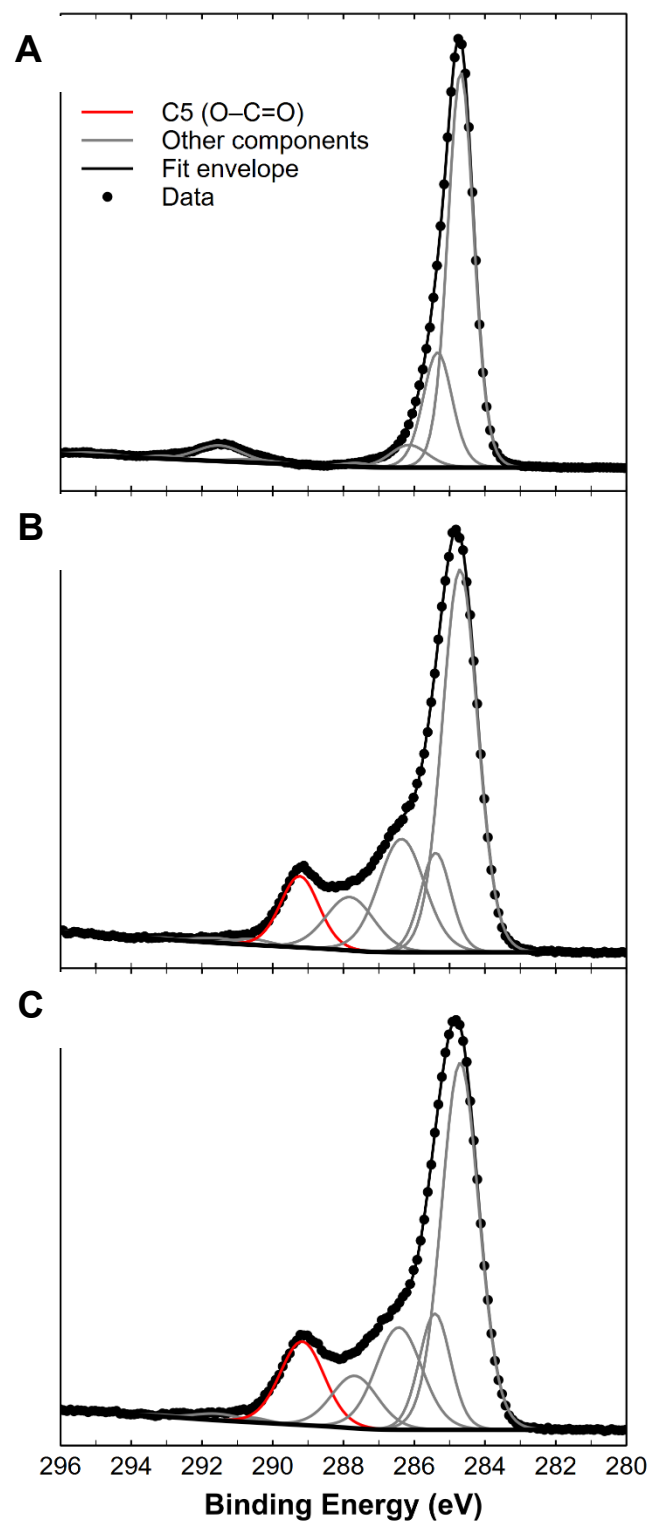 A
C5 (O–C=O)
Other components
Fit envelope
Data
B
C
296 294 292 290 288 286 284 282 280
Binding Energy (eV)